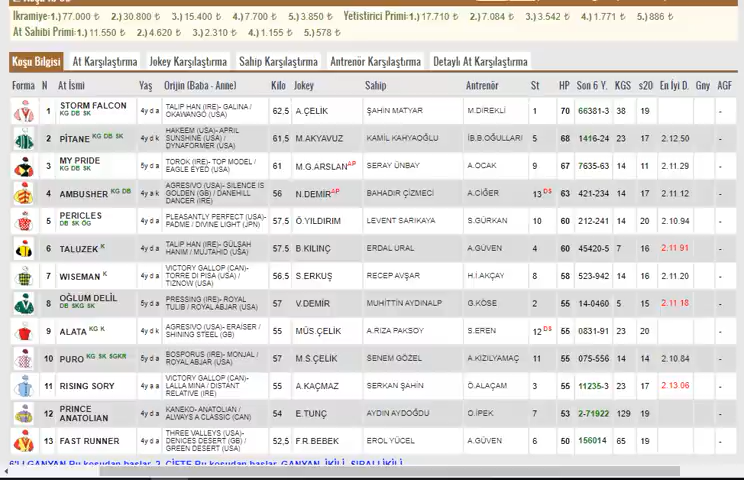 İkramiye: 1.) 77.000 ₺ 2.) 30.800 ₺ 3.) 15.400 ₺ 4.) 7.700 ₺ 5.) 3.850 ₺ Yetistirici Primi: 1.) 17.710 ₺ 2.) 7.084 ₺ 3.) 3.542 ₺ 4.) 1.771 ₺ 5.) 886 ₺
At Sahibi Primi: 1.) 11.550 ₺ 2.) 4.620 ₺ 3.) 2.310 ₺ 4.) 1.155 ₺ 5.) 578 ₺
Koşu Bilgisi At Karşılaştırma Jokey Karşılaştırma Sahip Karşılaştırma Antrenör Karşılaştırma Detaylı At Karşılaştırma
Forma N At İsmi Yaş Orijin (Baba - Anne) Kilo Jokey Sahip Antrenör St HP Son 6 Y. KGS s20 En İyi D. Gny AGF
1 STORM FALCON KG DB SK 4y d a TALIP HAN (IRE)- GALINA / OKAWANGO (USA) 62,5 A.ÇELİK ŞAHİN MATYAR M.DİREKLİ 1 70 66381-3 38 19 -
2 PİTANE KG DB SK 4y d k HAKEEM (USA)- APRIL SUNSHINE (USA) / DYNAFORMER (USA) 61,5 M.AKYAVUZ KAMİL KAHYAOĞLU İB.B.OĞULLARI 5 68 1416-24 23 17 2.12.50 -
3 MY PRIDE KG DB SK 5y d a TOROK (IRE)- TOP MODEL / EAGLE EYED (USA) 61 M.G.ARSLAN AP SERAY ÜNBAY A.OCAK 9 67 7635-63 14 11 2.11.29 -
4 AMBUSHER KG DB 4y a k AGRESIVO (USA)- SILENCE IS GOLDEN (GB) / DANEHILL DANCER (IRE) 56 N.DEMİR AP BAHADIR ÇİZMECİ A.CİĞER 13 DS 63 421-234 14 17 2.11.12 -
5 PERICLES DB SK ÖG 4y d a PLEASANTLY PERFECT (USA)- PADME / DIVINE LIGHT (JPN) 57,5 Ö.YILDIRIM LEVENT SARIKAYA S.GÜRKAN 10 60 212-241 14 20 2.10.94 -
6 TALUZEK K 4y d a TALIP HAN (IRE)- GÜLŞAH HANIM / MUJTAHID (USA) 57,5 B.KILINÇ ERDAL URAL A.GÜVEN 4 60 45420-5 7 16 2.11.91 -
7 WISEMAN K 4y d a VICTORY GALLOP (CAN)- TORRE DI PISA (USA) / TIZNOW (USA) 56,5 S.ERKUŞ RECEP AVŞAR H.İ.AKÇAY 8 58 523-942 14 16 2.11.20 -
8 OĞLUM DELİL DB SKG SK 5y d a PRESSING (IRE)- ROYAL TULIP / ROYAL ABJAR (USA) 57 V.DEMİR MUHİTTİN AYDINALP G.KÖSE 2 55 14-0460 5 15 2.11.18 -
9 ALATA KG K 4y d k AGRESIVO (USA)- ERAISER / SHINING STEEL (GB) 55 MÜS.ÇELİK A.RIZA PAKSOY S.EREN 12 DS 55 0831-91 23 20 -
10 PURO KG SK SGKR 5y d a BOSPORUS (IRE)- MONJAL / ROYAL ABJAR (USA) 57 M.S.ÇELİK SENEM GÖZEL A.KIZILYAMAÇ 11 55 075-556 14 14 2.10.84 -
11 RISING SORY 4y a a VICTORY GALLOP (CAN)- LALLA MINA / DISTANT RELATIVE (IRE) 55 A.KAÇMAZ SERKAN ŞAHİN Ö.ALAÇAM 3 55 11235-3 23 17 2.13.06 -
12 PRINCE ANATOLIAN 4y d a KANEKO- ANATOLIAN / ALWAYS A CLASSIC (CAN) 54 E.TUNÇ AYDIN AYDOĞDU O.İPEK 7 53 2-71922 129 19 -
13 FAST RUNNER 4y d a THREE VALLEYS (USA)- DENICES DESERT (GB) / GREEN DESERT (USA) 52,5 F.R.BEBEK EROL YÜCEL A.GÜVEN 6 50 156014 65 19 -
6'LI GANYAN Bu koşudan başlar, 2. ÇİFTE Bu koşudan başlar, GANYAN, İKİLİ, SIRALI İKİLİ